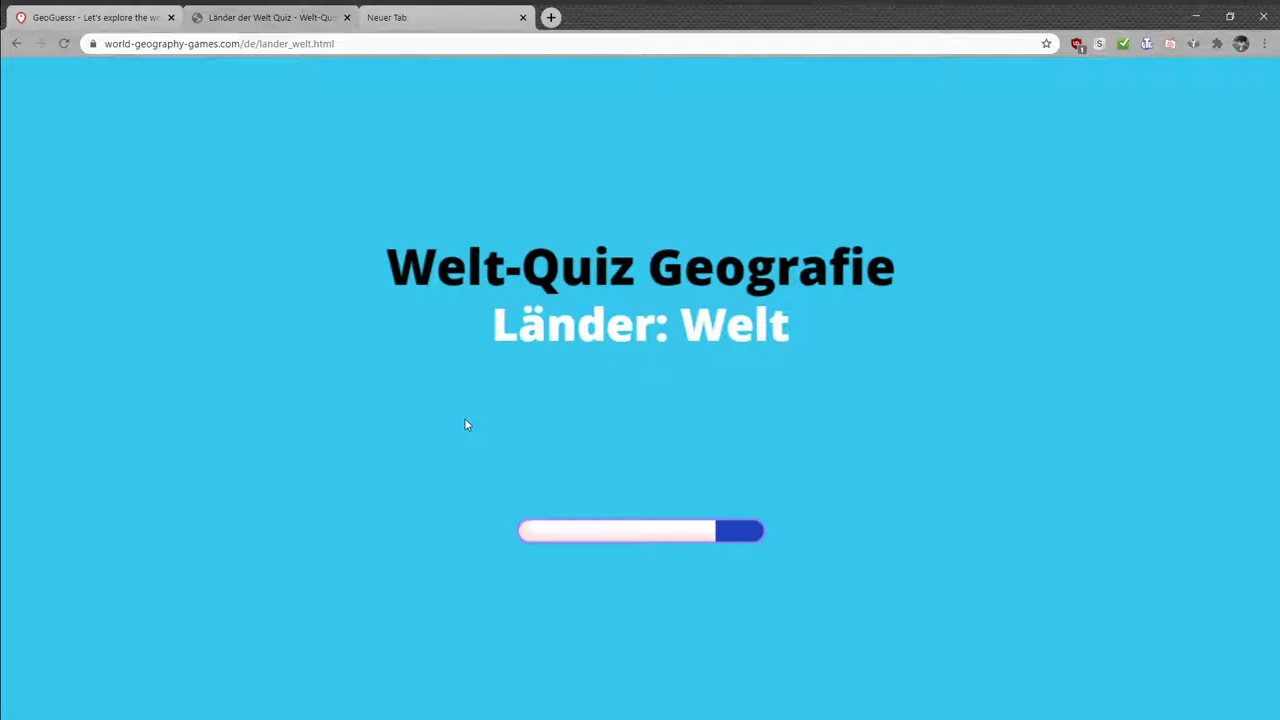 GeoGuessr - Let's explore the wo
Länder der Welt Quiz - Welt-Qu
Neuer Tab
world-geography-games.com/de/lander_welt.html
Welt-Quiz Geografie
Länder: Welt